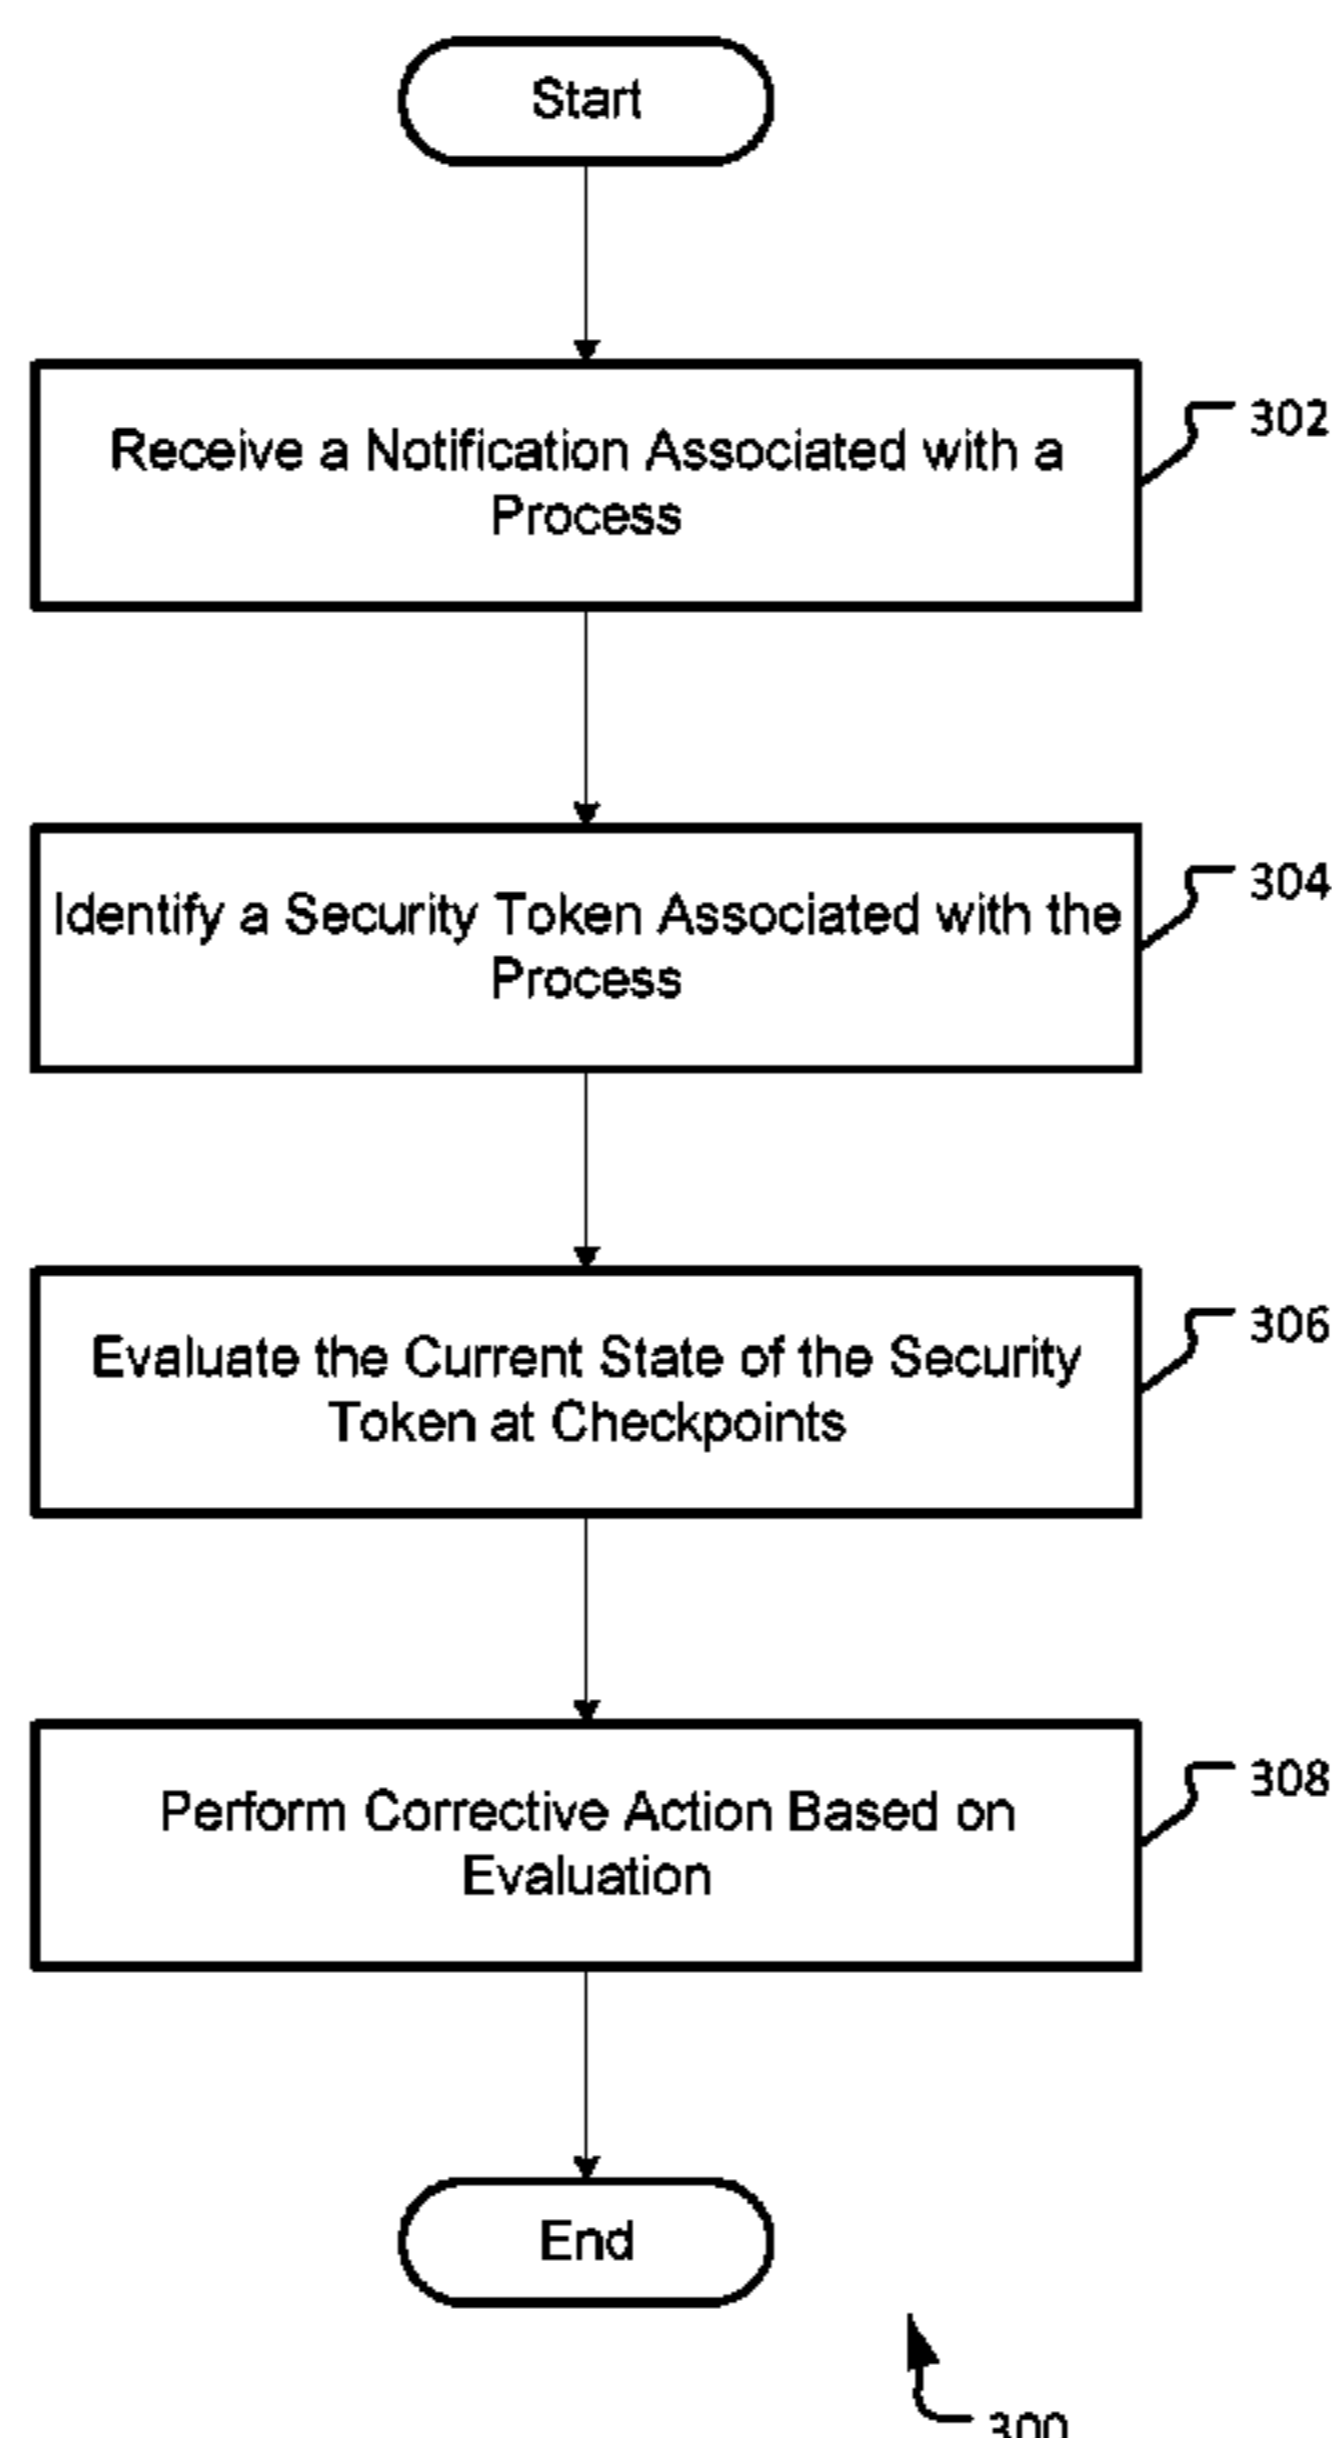 Start
Receive a Notification Associated with a
Process
302
Identify a Security Token Associated with the
Process
304
Evaluate the Current State of the Security
Token at Checkpoints
306
Perform Corrective Action Based on
Evaluation
308
End
300